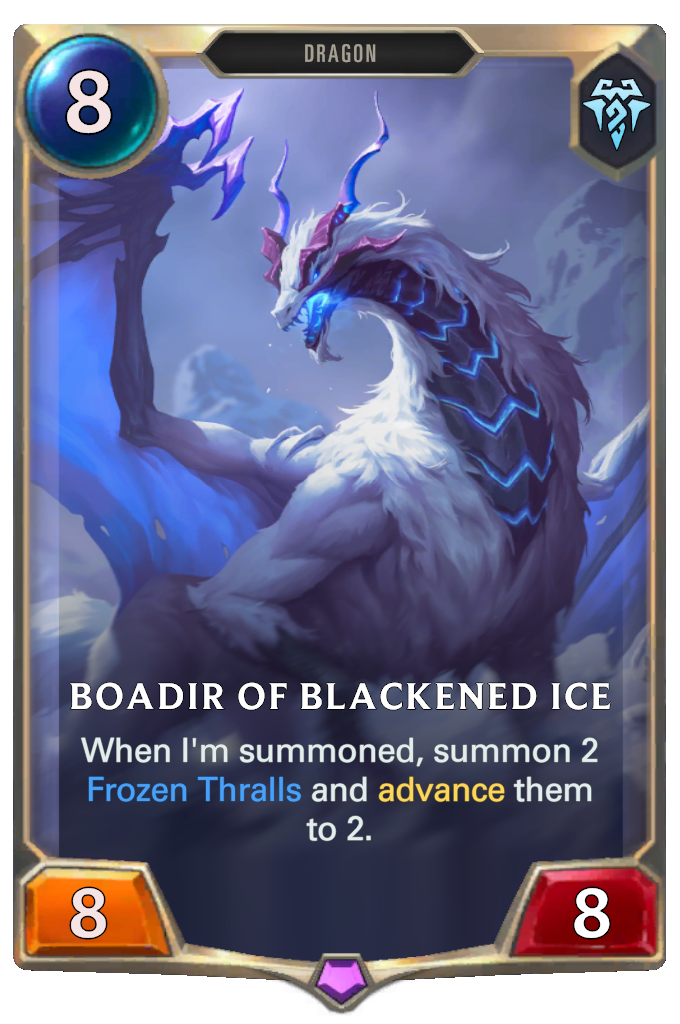 DRAGON
8
BOADIR OF BLACKENED ICE
When I'm summoned, summon 2
Frozen Thralls and advance them
to 2.
8
8